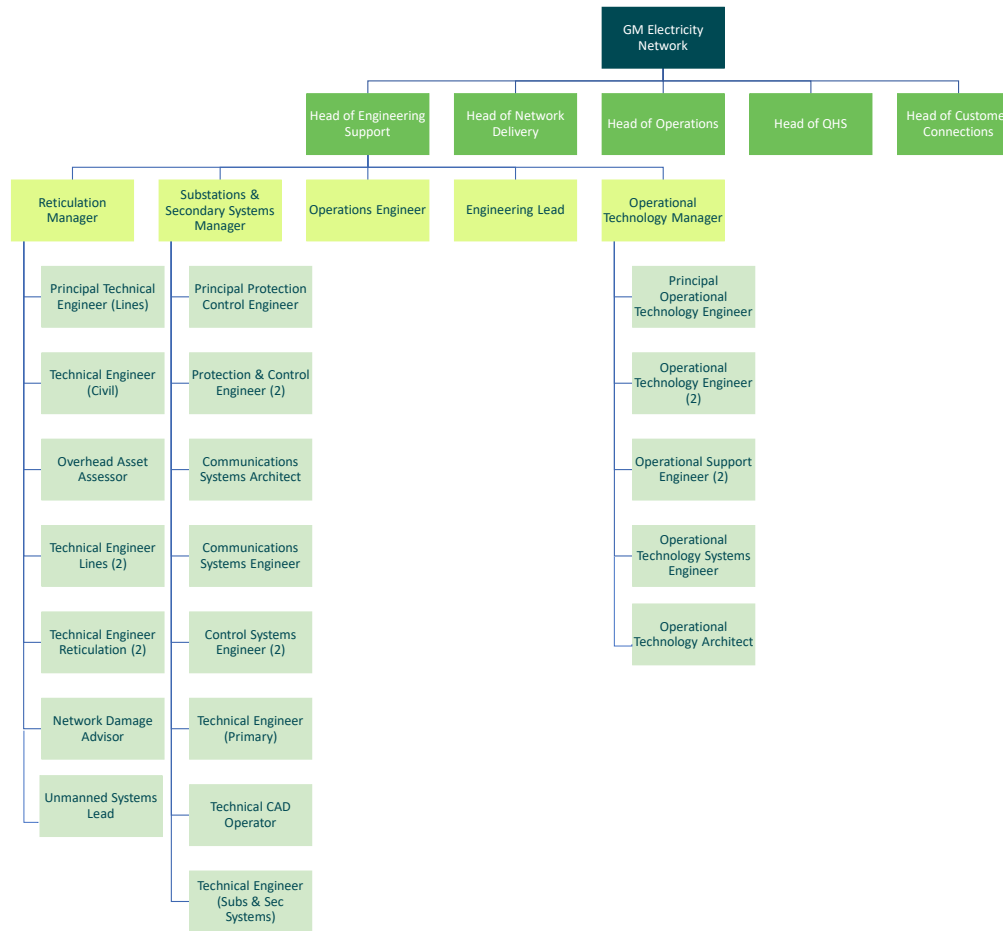 GM Electricity
Network
Head of Engineering
Support
Head of Network
Delivery
Head of Operations
Head of QHS
Head of Customer
Connections
Reticulation
Manager
Substations &
Secondary Systems
Manager
Operations Engineer
Engineering Lead
Operational
Technology Manager
Principal Technical
Engineer (Lines)
Technical Engineer
(Civil)
Overhead Asset
Assessor
Technical Engineer
Lines (2)
Technical Engineer
Reticulation (2)
Network Damage
Advisor
Unmanned Systems
Lead
Principal Protection
Control Engineer
Protection & Control
Engineer (2)
Communications
Systems Architect
Communications
Systems Engineer
Control Systems
Engineer (2)
Technical Engineer
(Primary)
Technical CAD
Operator
Technical Engineer
(Subs & Sec
Systems)
Principal
Operational
Technology Engineer
Operational
Technology Engineer
(2)
Operational Support
Engineer (2)
Operational
Technology Systems
Engineer
Operational
Technology Architect